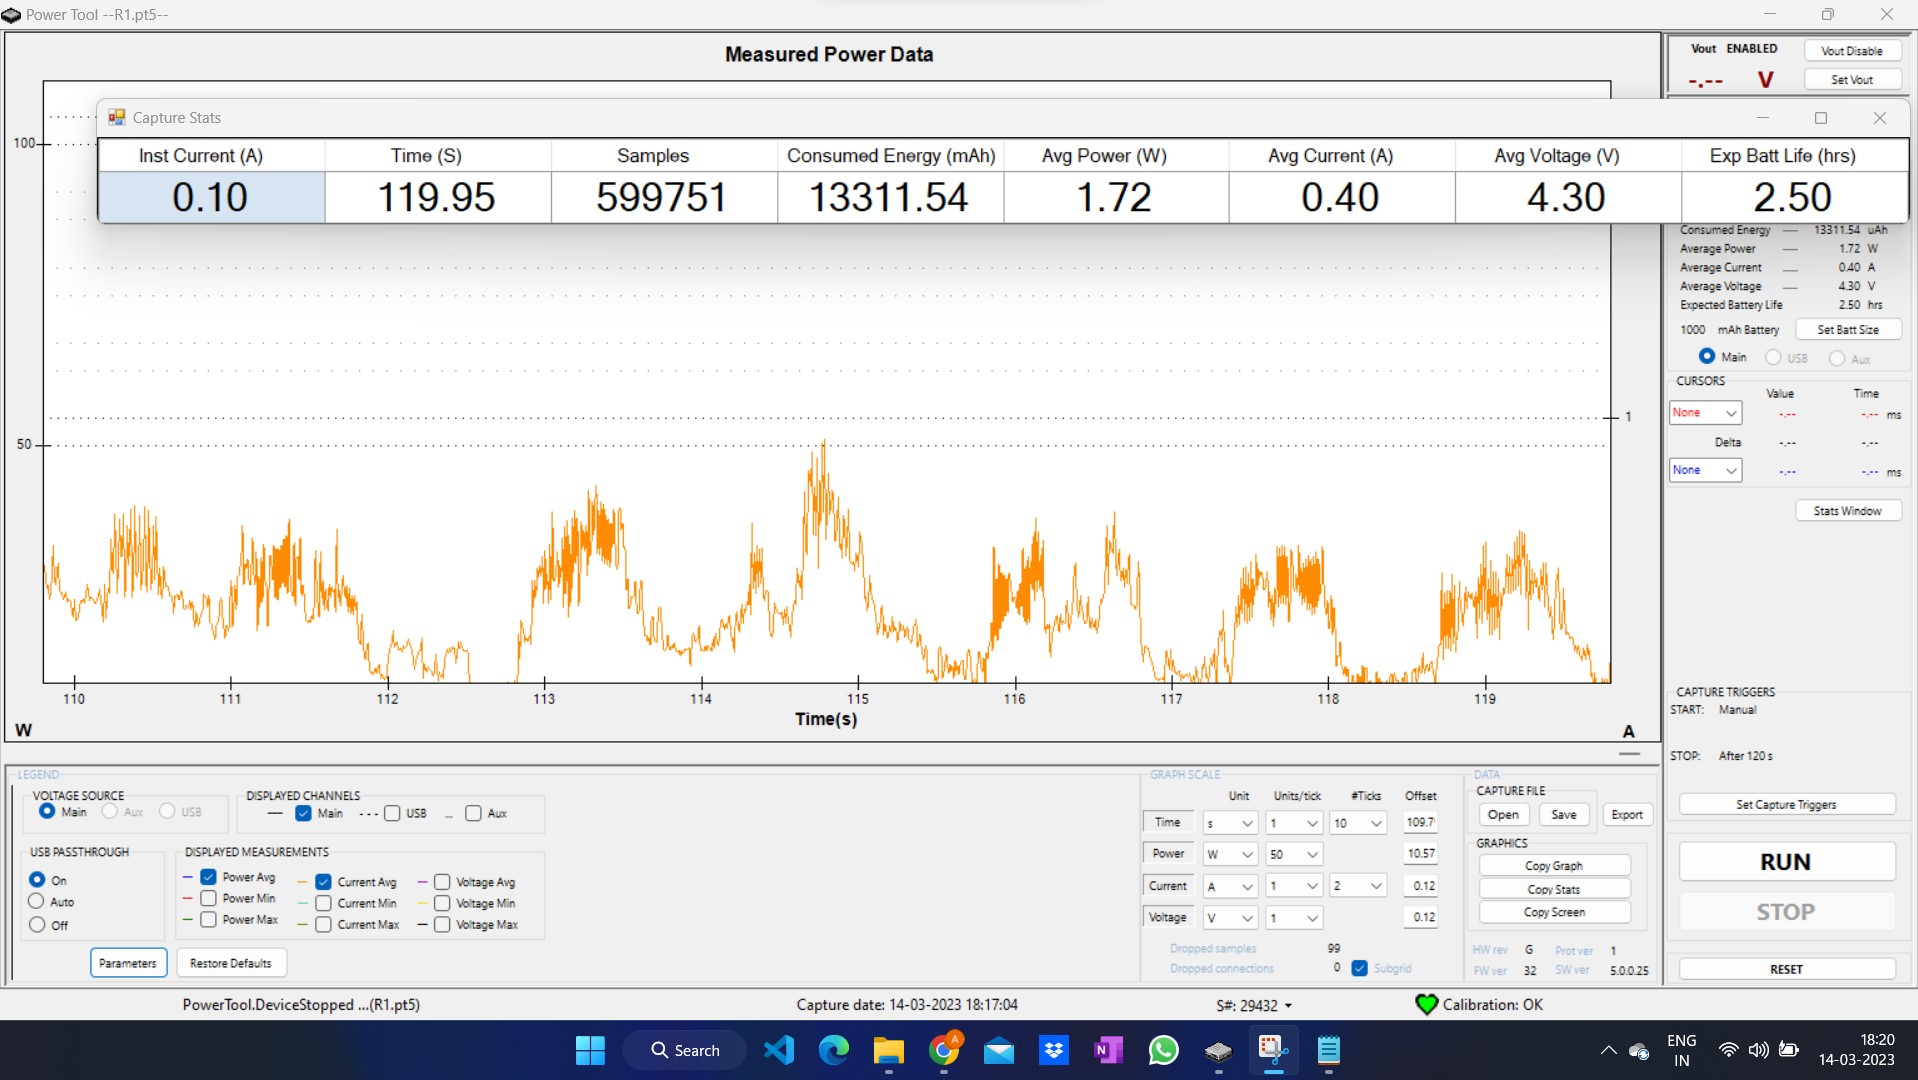 Power Tool --R1.pt5--
Measured Power Data
Vout ENABLED
Vout Disable
-.-- V
Set Vout
Capture Stats
Inst Current (A) Time (S) Samples Consumed Energy (mAh) Avg Power (W) Avg Current (A) Avg Voltage (V) Exp Batt Life (hrs)
0.10 119.95 599751 13311.54 1.72 0.40 4.30 2.50
Consumed Energy 13311.54 uAh
Average Power 1.72 W
Average Current 0.40 A
Average Voltage 4.30 V
Expected Battery Life 2.50 hrs
1000 mAh Battery Set Batt Size
Main USB Aux
CURSORS
Value Time
None -.-- -.-- ms
Delta -.-- -.--
None -.-- -.-- ms
Stats Window
CAPTURE TRIGGERS
START: Manual
STOP: After 120 s
Set Capture Triggers
RUN
STOP
RESET
100
50
1
110 111 112 113 114 115 116 117 118 119
Time(s)
W
A
LEGEND
VOLTAGE SOURCE
Main Aux USB
DISPLAYED CHANNELS
Main USB Aux
USB PASSTHROUGH
On
Auto
Off
DISPLAYED MEASUREMENTS
Power Avg Current Avg Voltage Avg
Power Min Current Min Voltage Min
Power Max Current Max Voltage Max
Parameters Restore Defaults
GRAPH SCALE
Unit Units/tick #Ticks Offset
Time s 1 10 109.7
Power W 50 10.57
Current A 1 2 0.12
Voltage V 1 0.12
Dropped samples 99
Dropped connections 0 Subgrid
DATA
CAPTURE FILE
Open Save Export
GRAPHICS
Copy Graph
Copy Stats
Copy Screen
HW rev G Prot ver 1
FW ver 32 SW ver 5.0.0.25
PowerTool.DeviceStopped ...(R1.pt5) Capture date: 14-03-2023 18:17:04 S#: 29432 Calibration: OK
Search
A
N
ENG
IN
18:20
14-03-2023